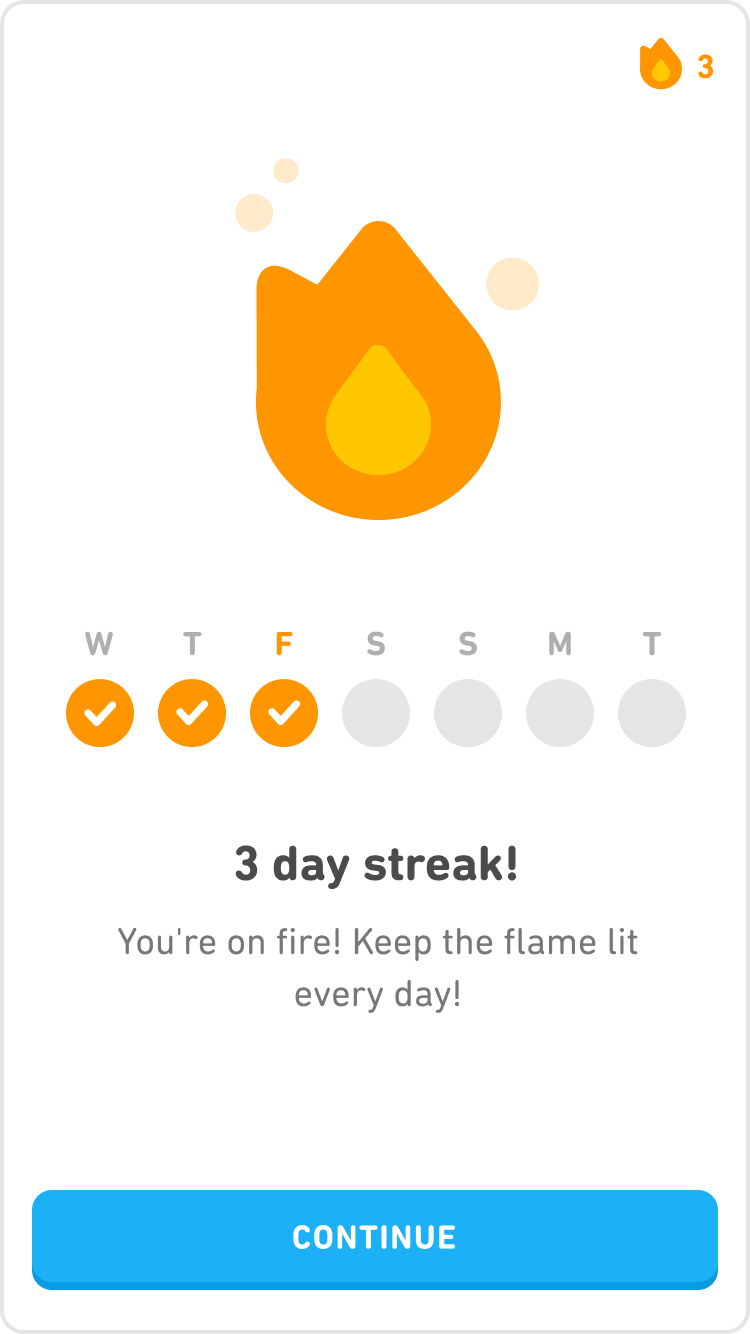 3
W T F S S M T
3 day streak!
You're on fire! Keep the flame lit
every day!
CONTINUE